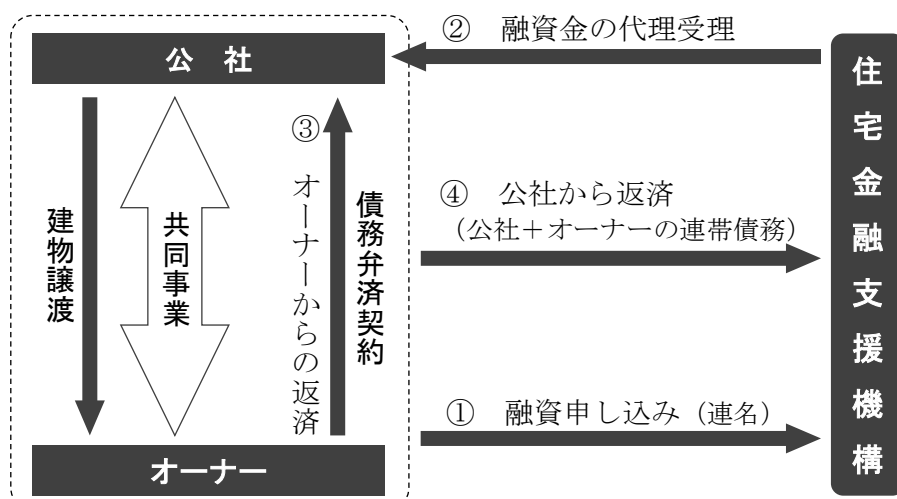 公　社
② 融資金の代理受理
住宅金融支援機構
建物譲渡
共同事業
③ オーナーからの返済
債務弁済契約
④ 公社から返済
（公社＋オーナーの連帯債務）
① 融資申し込み（連名）
オーナー